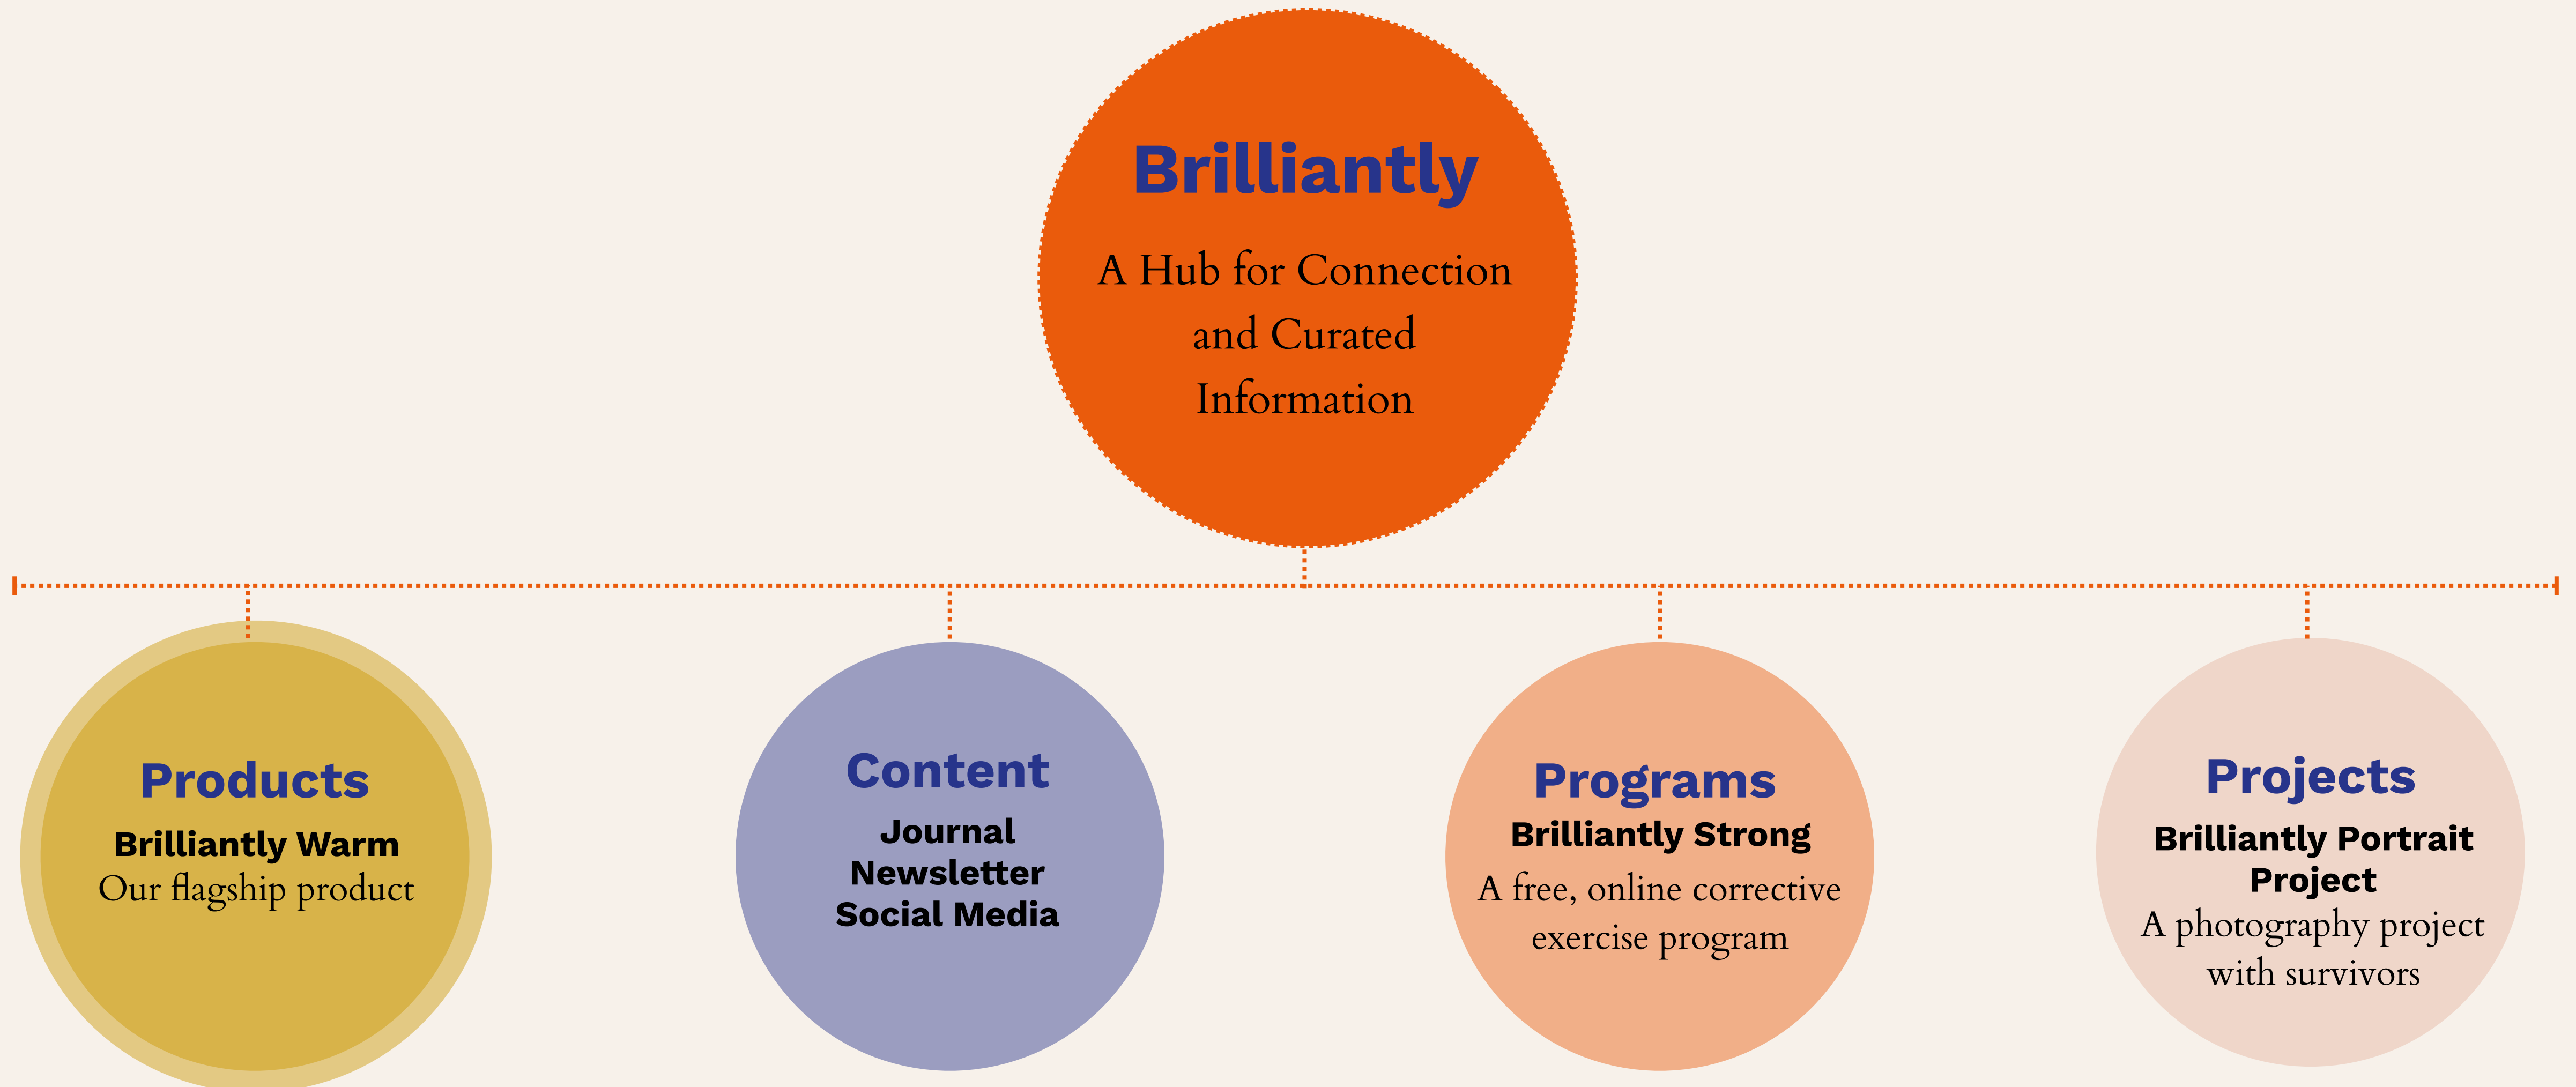 Brilliantly
A Hub for Connection
and Curated
Information
Products
Brilliantly Warm
Our flagship product
Content
Journal
Newsletter
Social Media
Programs
Brilliantly Strong
A free, online corrective
exercise program
Projects
Brilliantly Portrait
Project
A photography project
with survivors